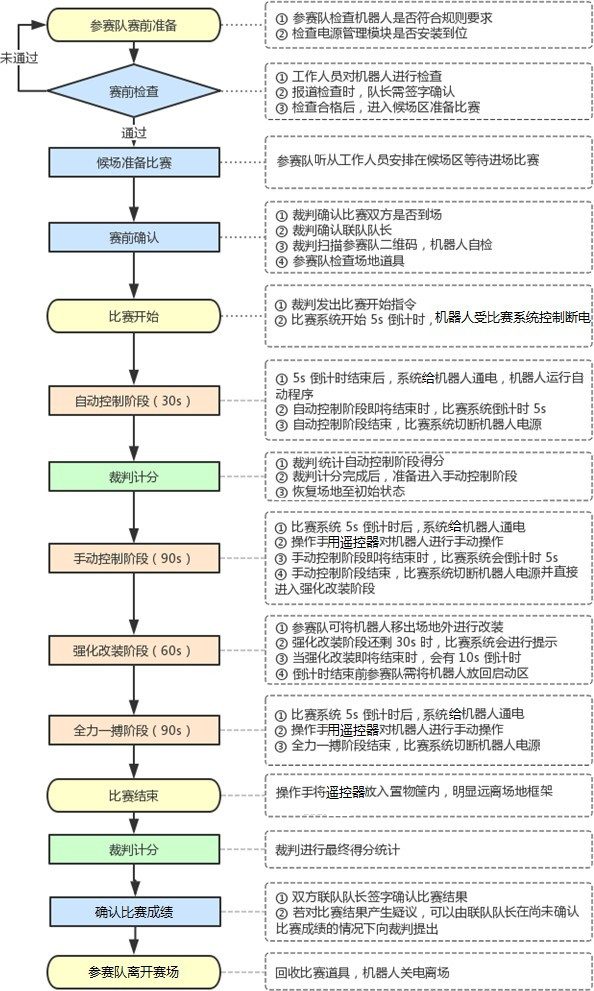 参赛队赛前准备
① 参赛队检查机器人是否符合规则要求
② 检查电源管理模块是否安装到位
未通过
赛前检查
① 工作人员对机器人进行检查
② 报道检查时，队长需签字确认
③ 检查合格后，进入候场区准备比赛
通过
候场准备比赛
参赛队听从工作人员安排在候场区等待进场比赛
赛前确认
① 裁判确认比赛双方是否到场
② 裁判确认联队队长
③ 裁判扫描参赛队二维码，机器人自检
④ 参赛队检查场地道具
比赛开始
① 裁判发出比赛开始指令
② 比赛系统开始 5s 倒计时，机器人受比赛系统控制断电
自动控制阶段（30s）
① 5s 倒计时结束后，系统给机器人通电，机器人运行自
动程序
② 自动控制阶段即将结束时，比赛系统倒计时 5s
③ 自动控制阶段结束，比赛系统切断机器人电源
裁判计分
① 裁判统计自动控制阶段得分
② 裁判计分完成后，准备进入手动控制阶段
③ 恢复场地至初始状态
手动控制阶段（90s）
① 比赛系统 5s 倒计时后，系统给机器人通电
② 操作手用遥控器对机器人进行手动操作
③ 手动控制阶段即将结束时，比赛系统会倒计时 5s
④ 手动控制阶段结束，比赛系统切断机器人电源并直接
进入强化改装阶段
强化改装阶段（60s）
① 参赛队可将机器人移出场地外进行改装
② 强化改装阶段还剩 30s 时，比赛系统会进行提示
③ 当强化改装即将结束时，会有 10s 倒计时
④ 倒计时结束前参赛队需将机器人放回启动区
全力一搏阶段（90s）
① 比赛系统 5s 倒计时后，系统给机器人通电
② 操作手用遥控器对机器人进行手动操作
③ 全力一搏阶段结束，比赛系统切断机器人电源
比赛结束
操作手将遥控器放入置物筐内，明显远离场地框架
裁判计分
裁判进行最终得分统计
确认比赛成绩
① 双方联队队长签字确认比赛结果
② 若对比赛结果产生疑议，可以由联队队长在尚未确认
比赛成绩的情况下向裁判提出
参赛队离开赛场
回收比赛道具，机器人关电离场